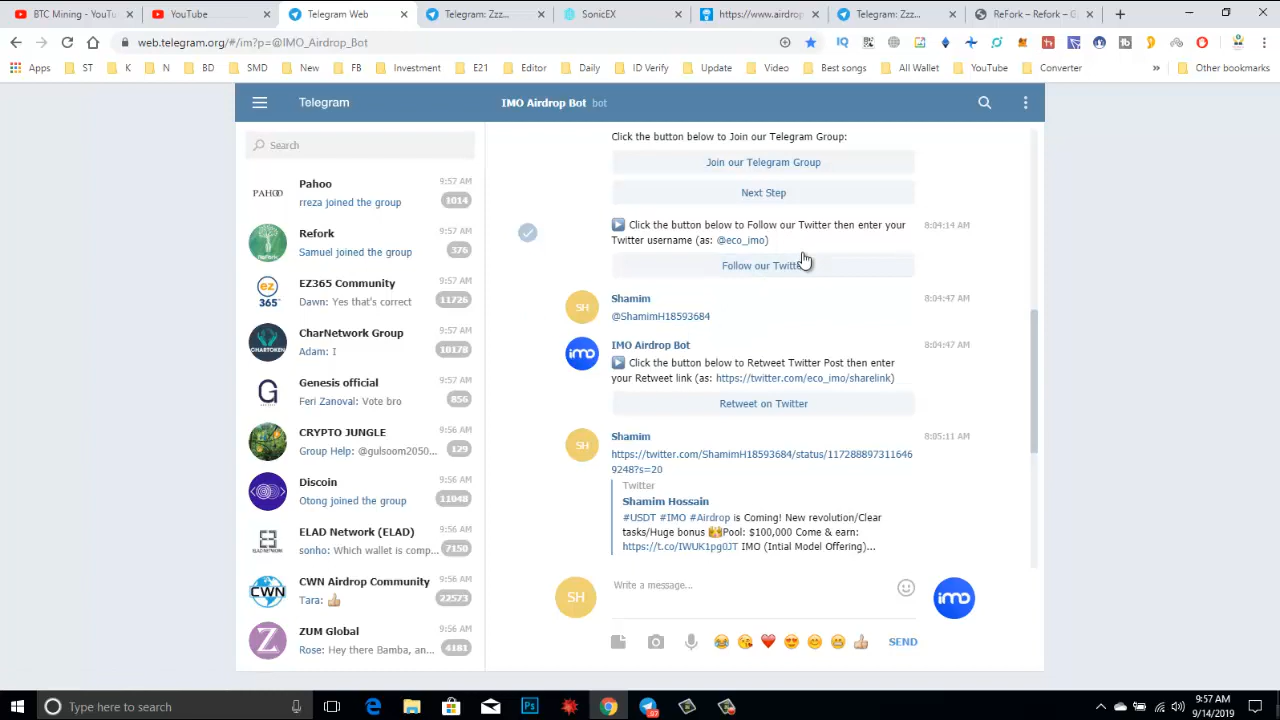 BTC Mining - YouTu
YouTube
Telegram Web
Telegram: Zzz...
SonicEX
https://www.airdrop
Telegram: Zzz...
ReFork – Refork – G
web.telegram.org/#/im?p=@IMO_Airdrop_Bot
Apps ST K N BD SMD New FB Investment E21 Editor Daily ID Verify Update Video Best songs All Wallet YouTube Converter » Other bookmarks
Telegram
IMO Airdrop Bot bot
Search
Pahoo 9:57 AM
rreza joined the group 1014
Refork 9:57 AM
Samuel joined the group 376
EZ365 Community 9:57 AM
Dawn: Yes that's correct 11726
CharNetwork Group 9:57 AM
Adam: I 10178
Genesis official 9:57 AM
Feri Zanoval: Vote bro 856
CRYPTO JUNGLE 9:56 AM
Group Help: @gulsoom2050... 129
Discoin 9:56 AM
Otong joined the group 11048
ELAD Network (ELAD) 9:56 AM
sonho: Which wallet is comp... 7150
CWN Airdrop Community 9:56 AM
Tara: 👍 22573
ZUM Global 9:56 AM
Rose: Hey there Bamba, an... 4181
Click the button below to Join our Telegram Group:
Join our Telegram Group
Next Step
▶ Click the button below to Follow our Twitter then enter your 8:04:14 AM
Twitter username (as: @eco_imo)
Follow our Twitter
SH Shamim 8:04:47 AM
@ShamimH18593684
imo IMO Airdrop Bot 8:04:47 AM
▶ Click the button below to Retweet Twitter Post then enter
your Retweet link (as: https://twitter.com/eco_imo/sharelink)
Retweet on Twitter
SH Shamim 8:05:11 AM
https://twitter.com/ShamimH18593684/status/117288897311646
9248?s=20
Twitter
Shamim Hossain
#USDT #IMO #Airdrop is Coming! New revolution/Clear
tasks/Huge bonus Pool: $100,000 Come & earn:
https://t.co/IWUK1pg0JT IMO (Intial Model Offering)...
SH Write a message... imo
SEND
Type here to search
9:57 AM
9/14/2019